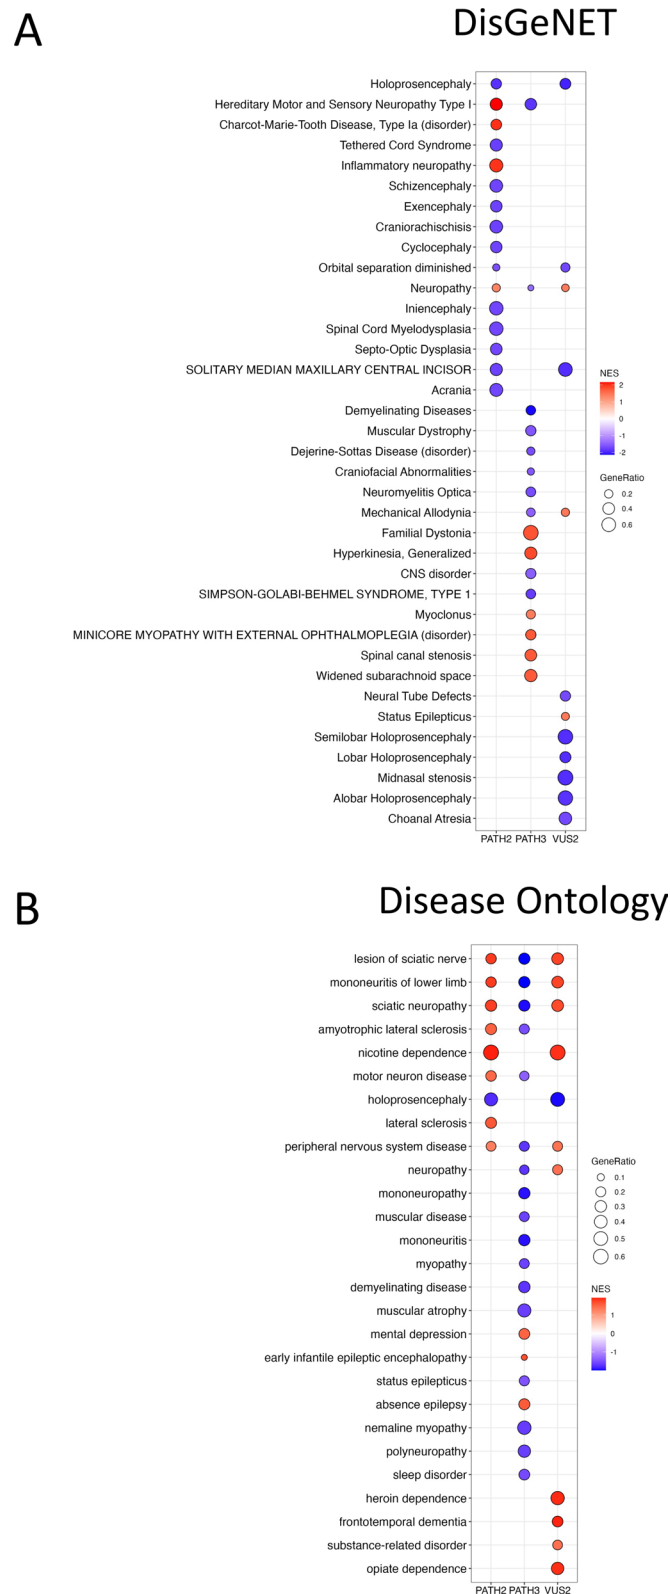 A
DisGeNET
Holoprosencephaly
Hereditary Motor and Sensory Neuropathy Type I
Charcot-Marie-Tooth Disease, Type Ia (disorder)
Tethered Cord Syndrome
Inflammatory neuropathy
Schizencephaly
Exencephaly
Craniorachischisis
Cyclocephaly
Orbital separation diminished
Neuropathy
Iniencephaly
Spinal Cord Myelodysplasia
Septo-Optic Dysplasia
SOLITARY MEDIAN MAXILLARY CENTRAL INCISOR
Acrania
Demyelinating Diseases
Muscular Dystrophy
Dejerine-Sottas Disease (disorder)
Craniofacial Abnormalities
Neuromyelitis Optica
Mechanical Allodynia
Familial Dystonia
Hyperkinesia, Generalized
CNS disorder
SIMPSON-GOLABI-BEHMEL SYNDROME, TYPE 1
Myoclonus
MINICORE MYOPATHY WITH EXTERNAL OPHTHALMOPLEGIA (disorder)
Spinal canal stenosis
Widened subarachnoid space
Neural Tube Defects
Status Epilepticus
Semilobar Holoprosencephaly
Lobar Holoprosencephaly
Midnasal stenosis
Alobar Holoprosencephaly
Choanal Atresia
PATH2 PATH3 VUS2
NES
2
1
0
-1
-2
GeneRatio
0.2
0.4
0.6
B
Disease Ontology
lesion of sciatic nerve
mononeuritis of lower limb
sciatic neuropathy
amyotrophic lateral sclerosis
nicotine dependence
motor neuron disease
holoprosencephaly
lateral sclerosis
peripheral nervous system disease
neuropathy
mononeuropathy
muscular disease
mononeuritis
myopathy
demyelinating disease
muscular atrophy
mental depression
early infantile epileptic encephalopathy
status epilepticus
absence epilepsy
nemaline myopathy
polyneuropathy
sleep disorder
heroin dependence
frontotemporal dementia
substance-related disorder
opiate dependence
PATH2 PATH3 VUS2
GeneRatio
0.1
0.2
0.3
0.4
0.5
0.6
NES
1
0
-1